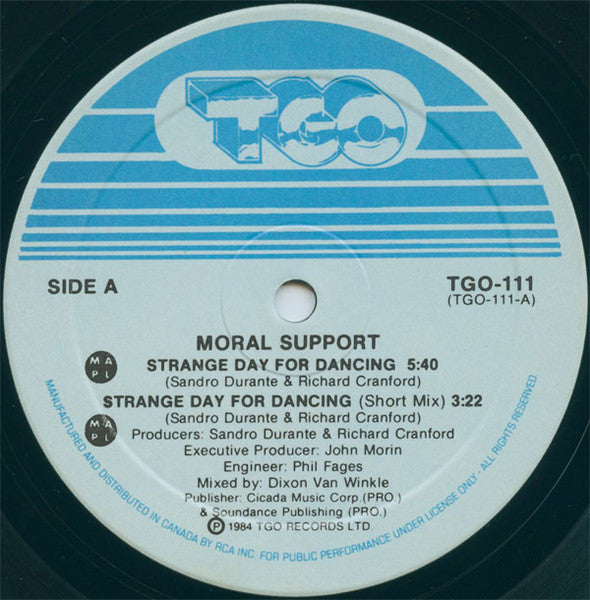 TGO
SIDE A
TGO-111
(TGO-111-A)
MORAL SUPPORT
MA
PL
STRANGE DAY FOR DANCING 5:40
(Sandro Durante & Richard Cranford)
STRANGE DAY FOR DANCING (Short Mix) 3:22
(Sandro Durante & Richard Cranford)
MA
PL
Producers: Sandro Durante & Richard Cranford
Executive Producer: John Morin
Engineer: Phil Fages
Mixed by: Dixon Van Winkle
Publisher: Cicada Music Corp.(PRO.)
& Soundance Publishing (PRO.)
Ⓟ 1984 TGO RECORDS LTD.
MANUFACTURED AND DISTRIBUTED IN CANADA BY RCA INC. FOR PUBLIC PERFORMANCE UNDER LICENSE ONLY - ALL RIGHTS RESERVED